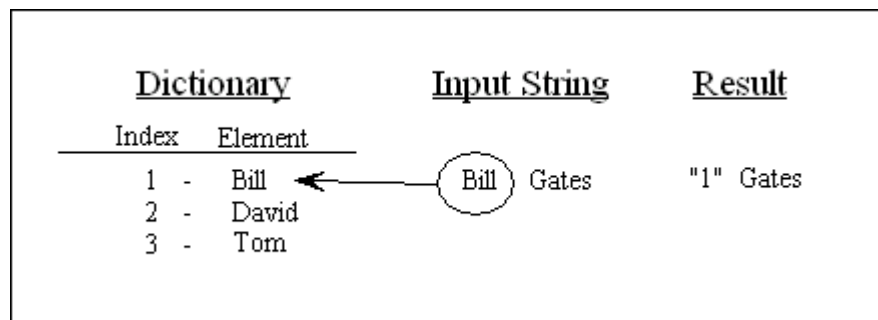 Dictionary Input String Result
Index Element
1 - Bill Bill Gates "1" Gates
2 - David
3 - Tom